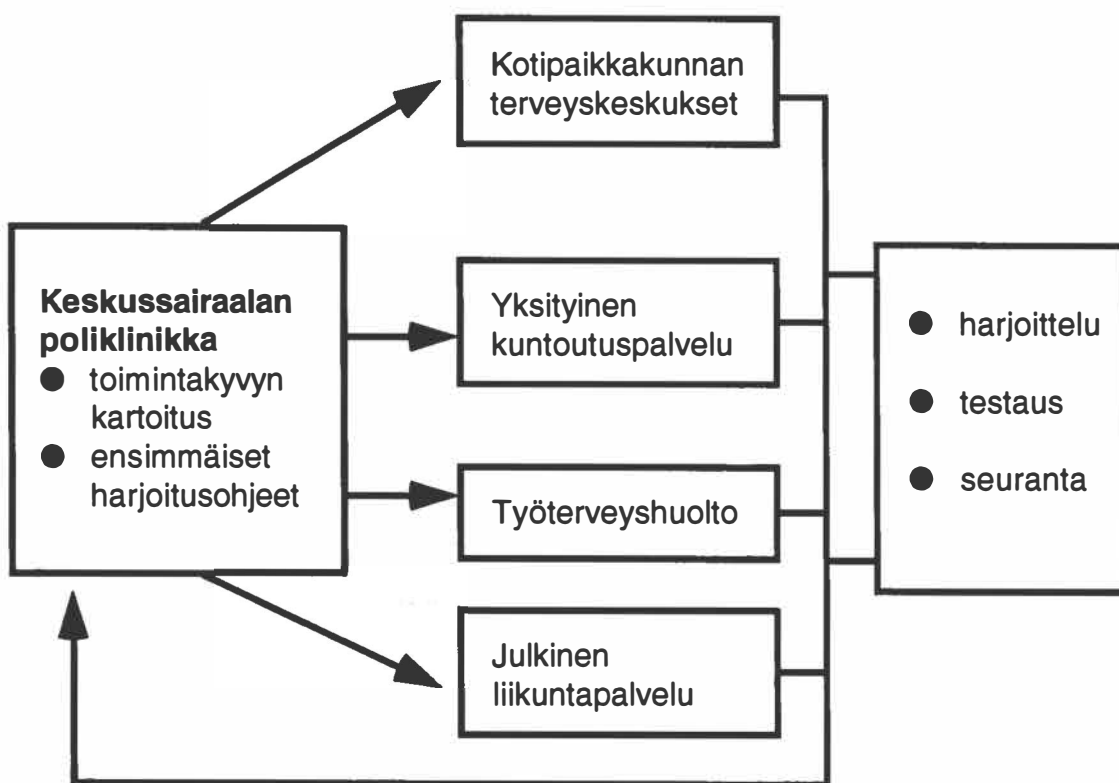 Kotipaikkakunnan
terveyskeskukset
Keskussairaalan
poliklinikka
● toimintakyvyn
kartoitus
● ensimmäiset
harjoitusohjeet
Yksityinen
kuntoutuspalvelu
Työterveyshuolto
Julkinen
liikuntapalvelu
● harjoittelu
● testaus
● seuranta